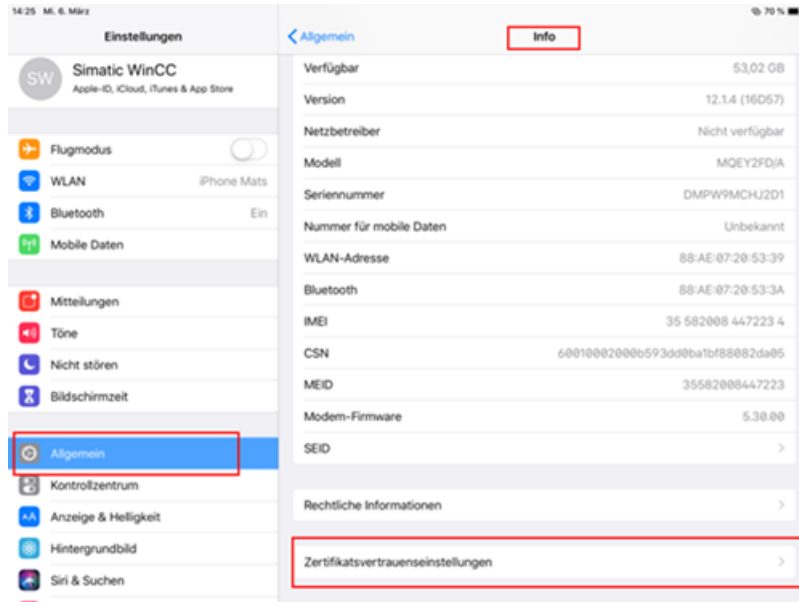 14:25 Mi. 6. März
70 %
Einstellungen
SW
Simatic WinCC
Apple-ID, iCloud, iTunes & App Store
Flugmodus
WLAN iPhone Mats
Bluetooth Ein
Mobile Daten
Mitteilungen
Töne
Nicht stören
Bildschirmzeit
Allgemein
Kontrollzentrum
AA Anzeige & Helligkeit
Hintergrundbild
Siri & Suchen
Allgemein
Info
Verfügbar 53,02 GB
Version 12.1.4 (16D57)
Netzbetreiber Nicht verfügbar
Modell MQEY2FD/A
Seriennummer DMPW9MCHJ2D1
Nummer für mobile Daten Unbekannt
WLAN-Adresse 88:AE:07:20:53:39
Bluetooth 88:AE:07:20:53:3A
IMEI 35 582008 447223 4
CSN 60010002000b593dd0ba1bf88082da05
MEID 35582008447223
Modem-Firmware 5.30.00
SEID
Rechtliche Informationen
Zertifikatsvertrauenseinstellungen